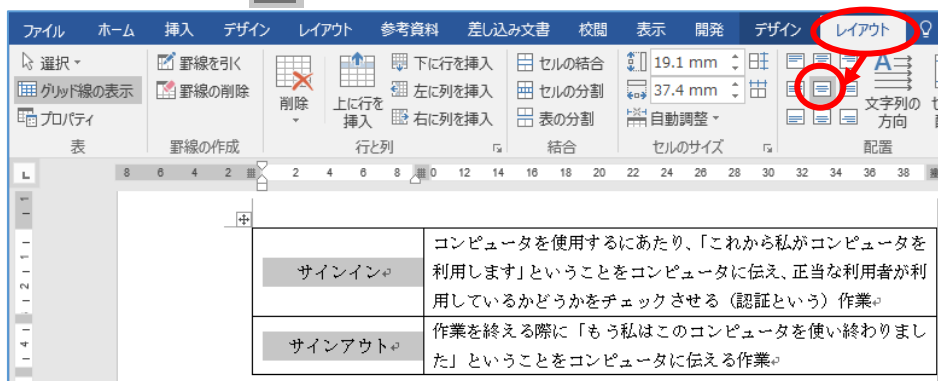 ファイル ホーム 挿入 デザイン レイアウト 参考資料 差し込み文書 校閲 表示 開発 デザイン レイアウト
選択 罫線を引く 下に行を挿入 セルの結合 19.1 mm
グリッド線の表示 罫線の削除 削除 上に行を挿入 左に列を挿入 セルの分割 37.4 mm 文字列の方向
プロパティ 右に列を挿入 表の分割 自動調整
表 罫線の作成 行と列 結合 セルのサイズ 配置
8 6 4 2 2 4 6 8 0 12 14 16 18 20 22 24 26 28 30 32 34 36 38
コンピュータを使用するにあたり、「これから私がコンピュータを
サインイン 利用します」ということをコンピュータに伝え、正当な利用者が利
用しているかどうかをチェックさせる（認証という）作業
作業を終える際に「もう私はこのコンピュータを使い終わりまし
サインアウト た」ということをコンピュータに伝える作業